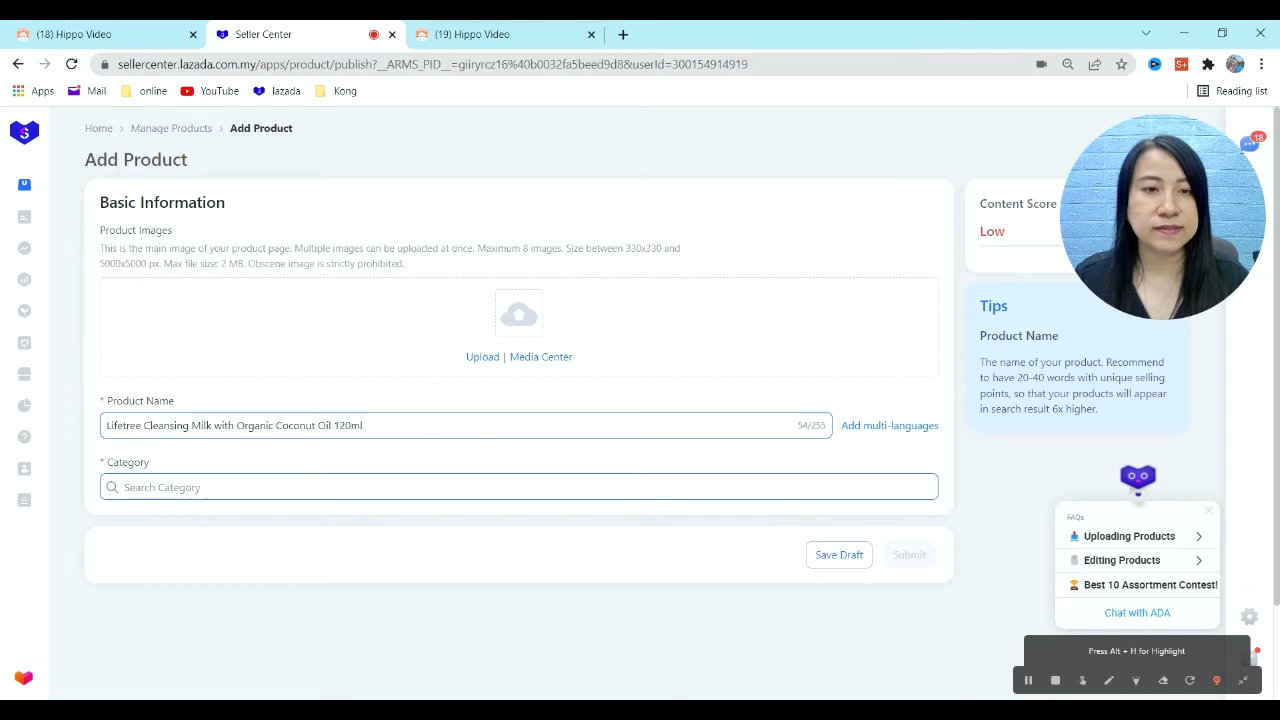 (18) Hippo Video
Seller Center
(19) Hippo Video
sellercenter.lazada.com.my/apps/product/publish?__ARMS_PID__=giiryrcz16%40b0032fa5beed9d8&userId=300154914919
Apps
Mail
online
YouTube
lazada
Kong
Reading list
Home > Manage Products > Add Product
18
Add Product
Basic Information
Product Images
This is the main image of your product page. Multiple images can be uploaded at once. Maximum 8 images. Size between 330x330 and
5000x5000 px. Max file size: 2 MB. Obscene image is strictly prohibited.
Upload | Media Center
* Product Name
Lifetree Cleansing Milk with Organic Coconut Oil 120ml
54/255
Add multi-languages
* Category
Search Category
Save Draft
Submit
Content Score
Low
Tips
Product Name
The name of your product. Recommend
to have 20-40 words with unique selling
points, so that your products will appear
in search result 6x higher.
FAQs
Uploading Products
Editing Products
Best 10 Assortment Contest!
Chat with ADA
Press Alt + H for Highlight